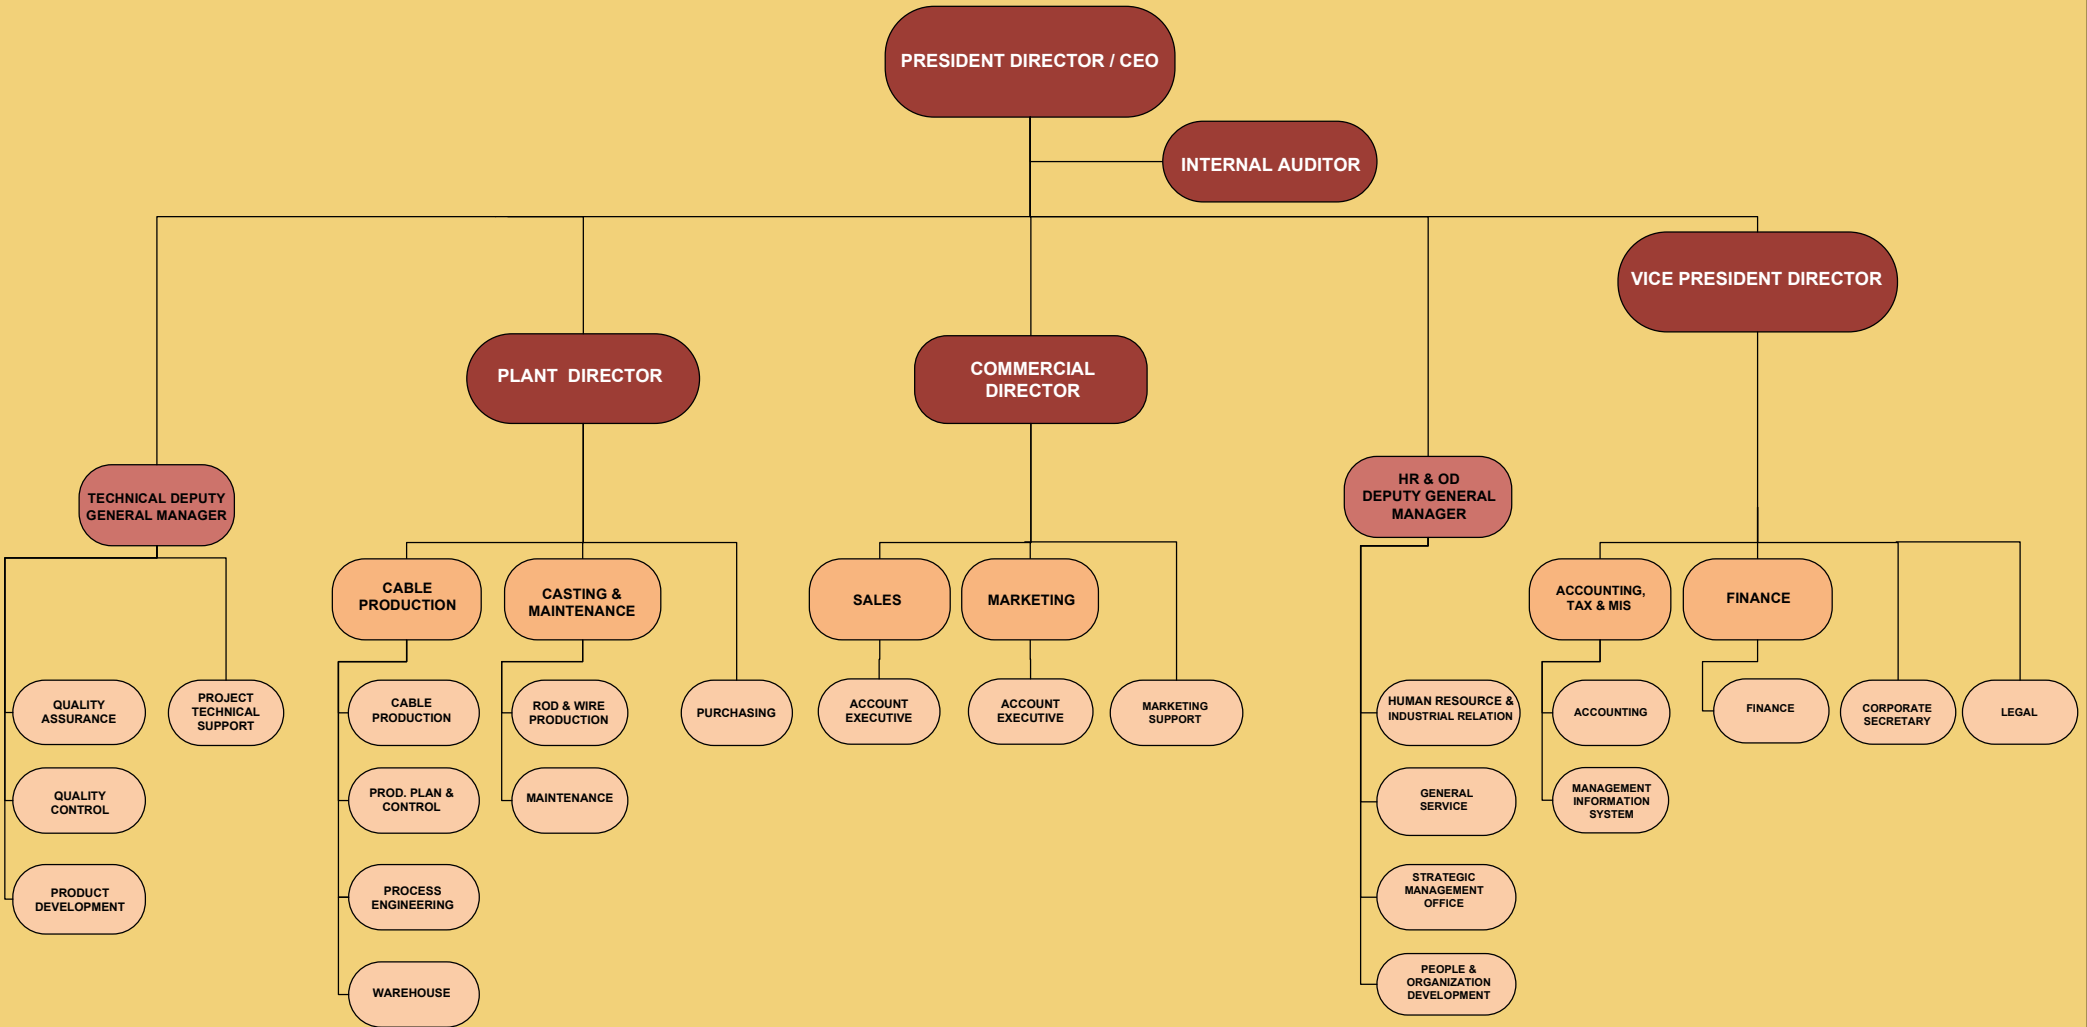 PRESIDENT DIRECTOR / CEO
INTERNAL AUDITOR
VICE PRESIDENT DIRECTOR
PLANT DIRECTOR
COMMERCIAL
DIRECTOR
TECHNICAL DEPUTY
GENERAL MANAGER
HR & OD
DEPUTY GENERAL
MANAGER
CABLE
PRODUCTION
CASTING &
MAINTENANCE
SALES
MARKETING
ACCOUNTING,
TAX & MIS
FINANCE
QUALITY
ASSURANCE
PROJECT
TECHNICAL
SUPPORT
CABLE
PRODUCTION
ROD & WIRE
PRODUCTION
PURCHASING
ACCOUNT
EXECUTIVE
ACCOUNT
EXECUTIVE
MARKETING
SUPPORT
HUMAN RESOURCE &
INDUSTRIAL RELATION
ACCOUNTING
FINANCE
CORPORATE
SECRETARY
LEGAL
QUALITY
CONTROL
PROD. PLAN &
CONTROL
MAINTENANCE
GENERAL
SERVICE
MANAGEMENT
INFORMATION
SYSTEM
PRODUCT
DEVELOPMENT
PROCESS
ENGINEERING
STRATEGIC
MANAGEMENT
OFFICE
WAREHOUSE
PEOPLE &
ORGANIZATION
DEVELOPMENT